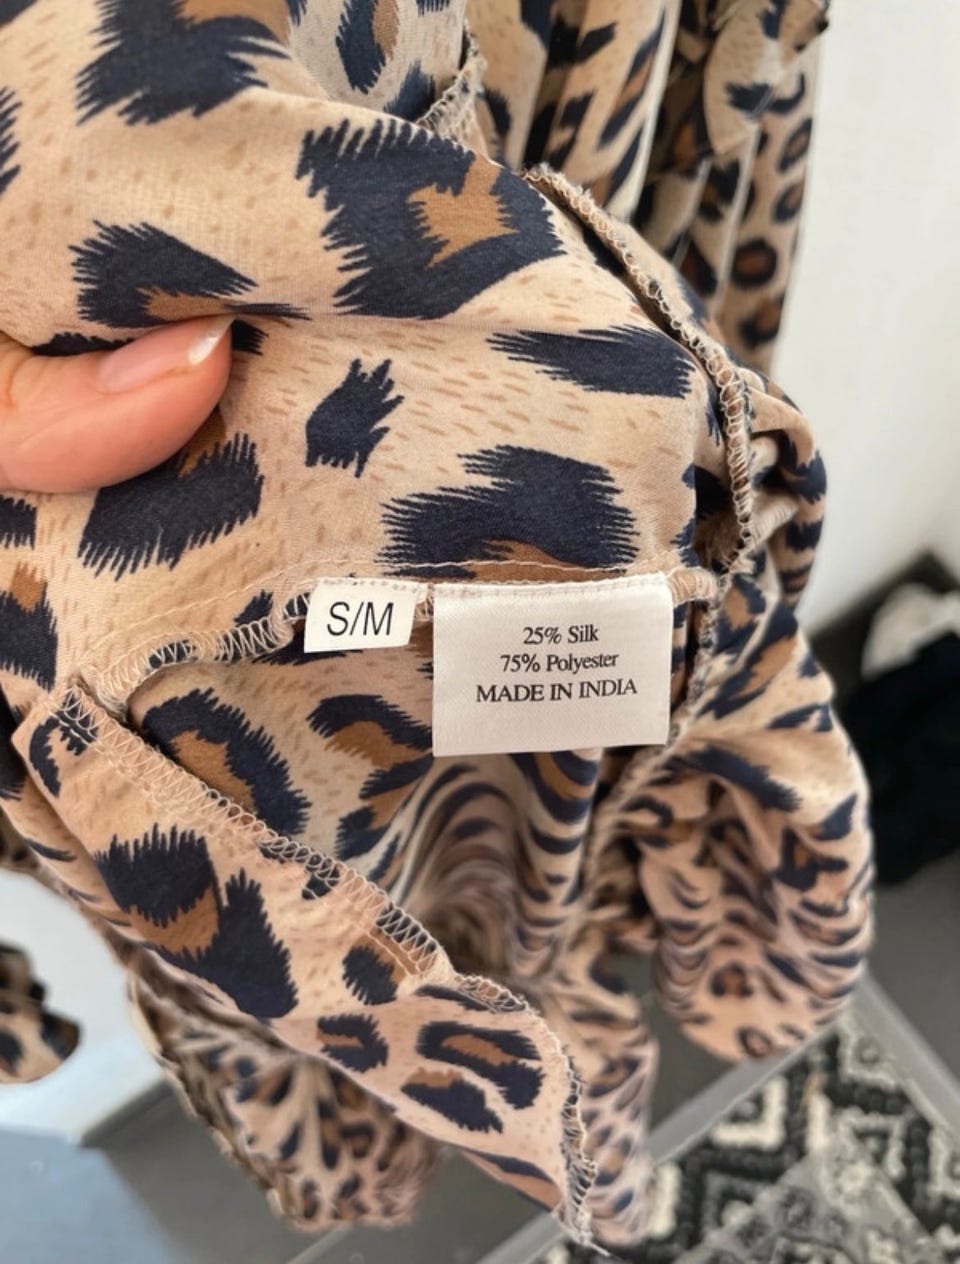 S/M
25% Silk
75% Polyester
MADE IN INDIA